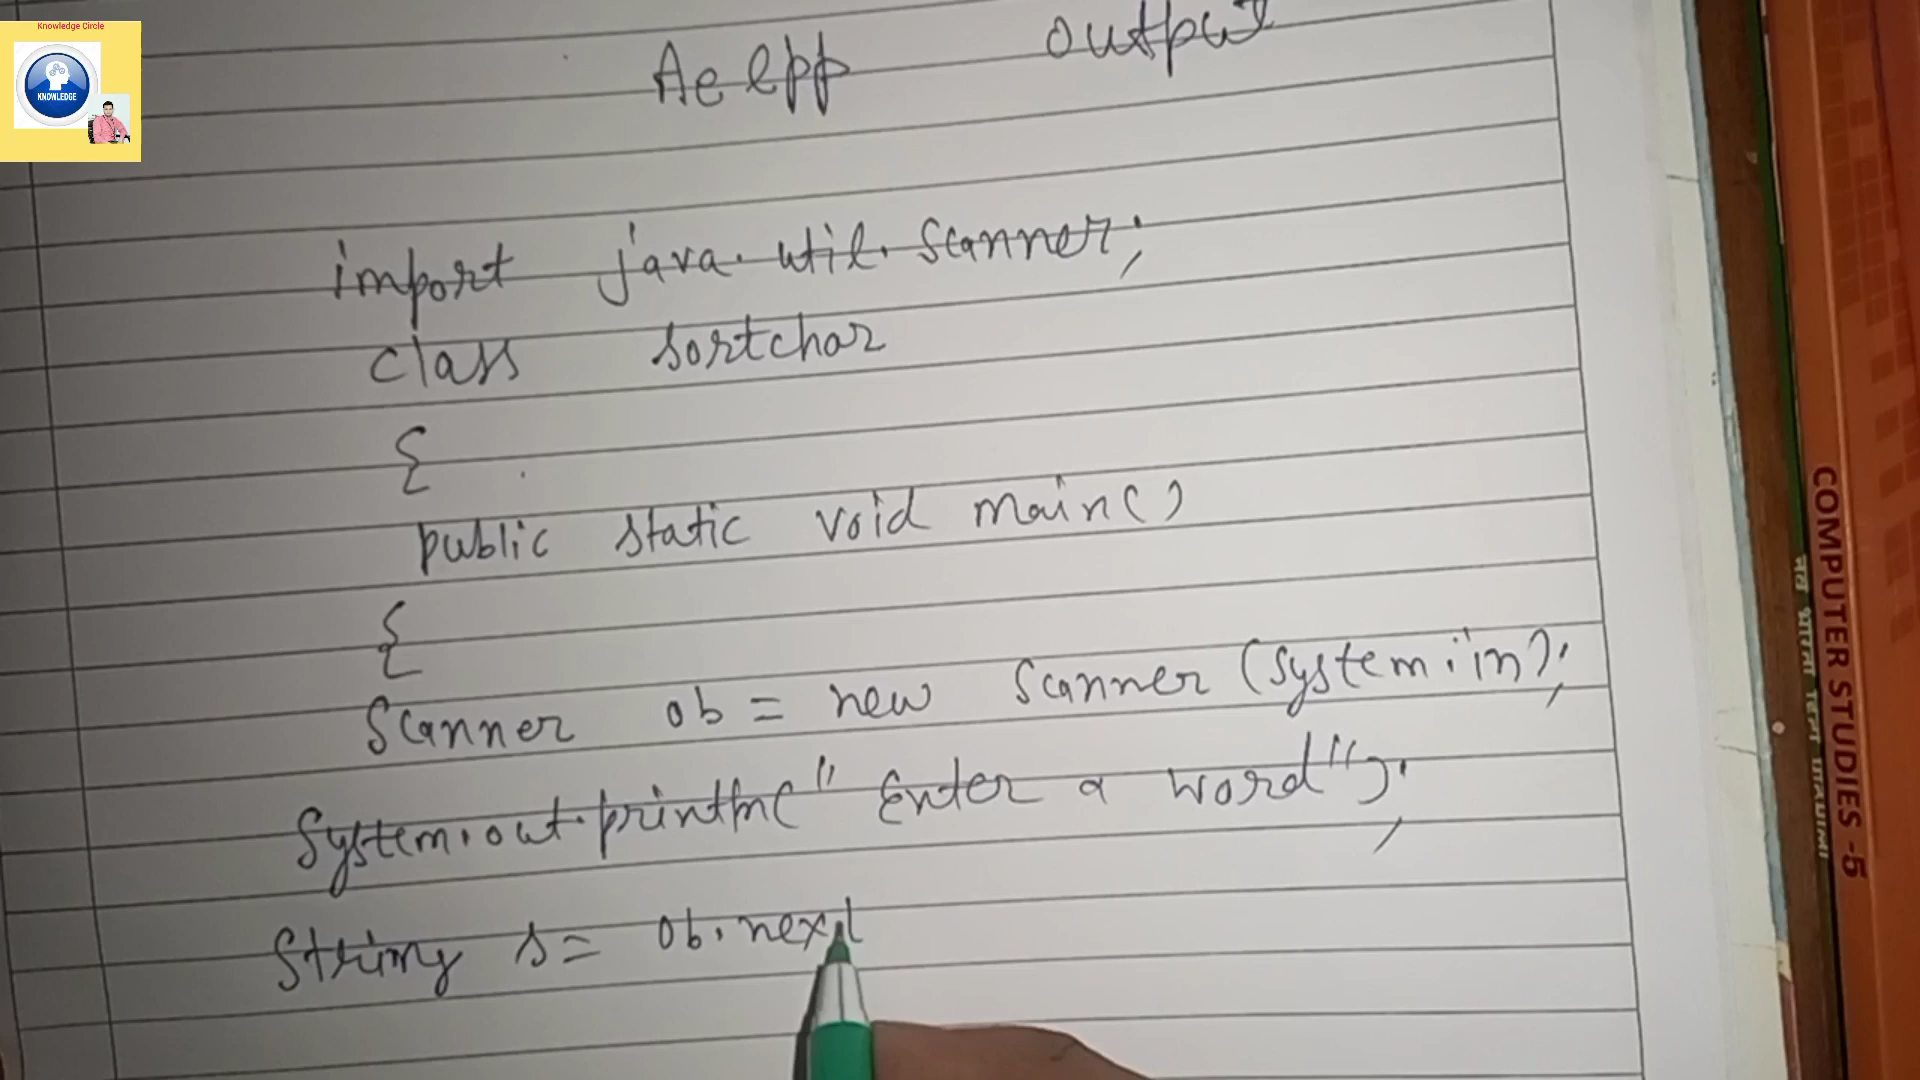 Knowledge Circle
KNOWLEDGE
Aelpp output
import java.util.Scanner;
class sortchar
{
public static void main()
{
Scanner ob = new Scanner (System.in);
System.out.println(" Enter a word");
String s = ob.next
COMPUTER STUDIES -5